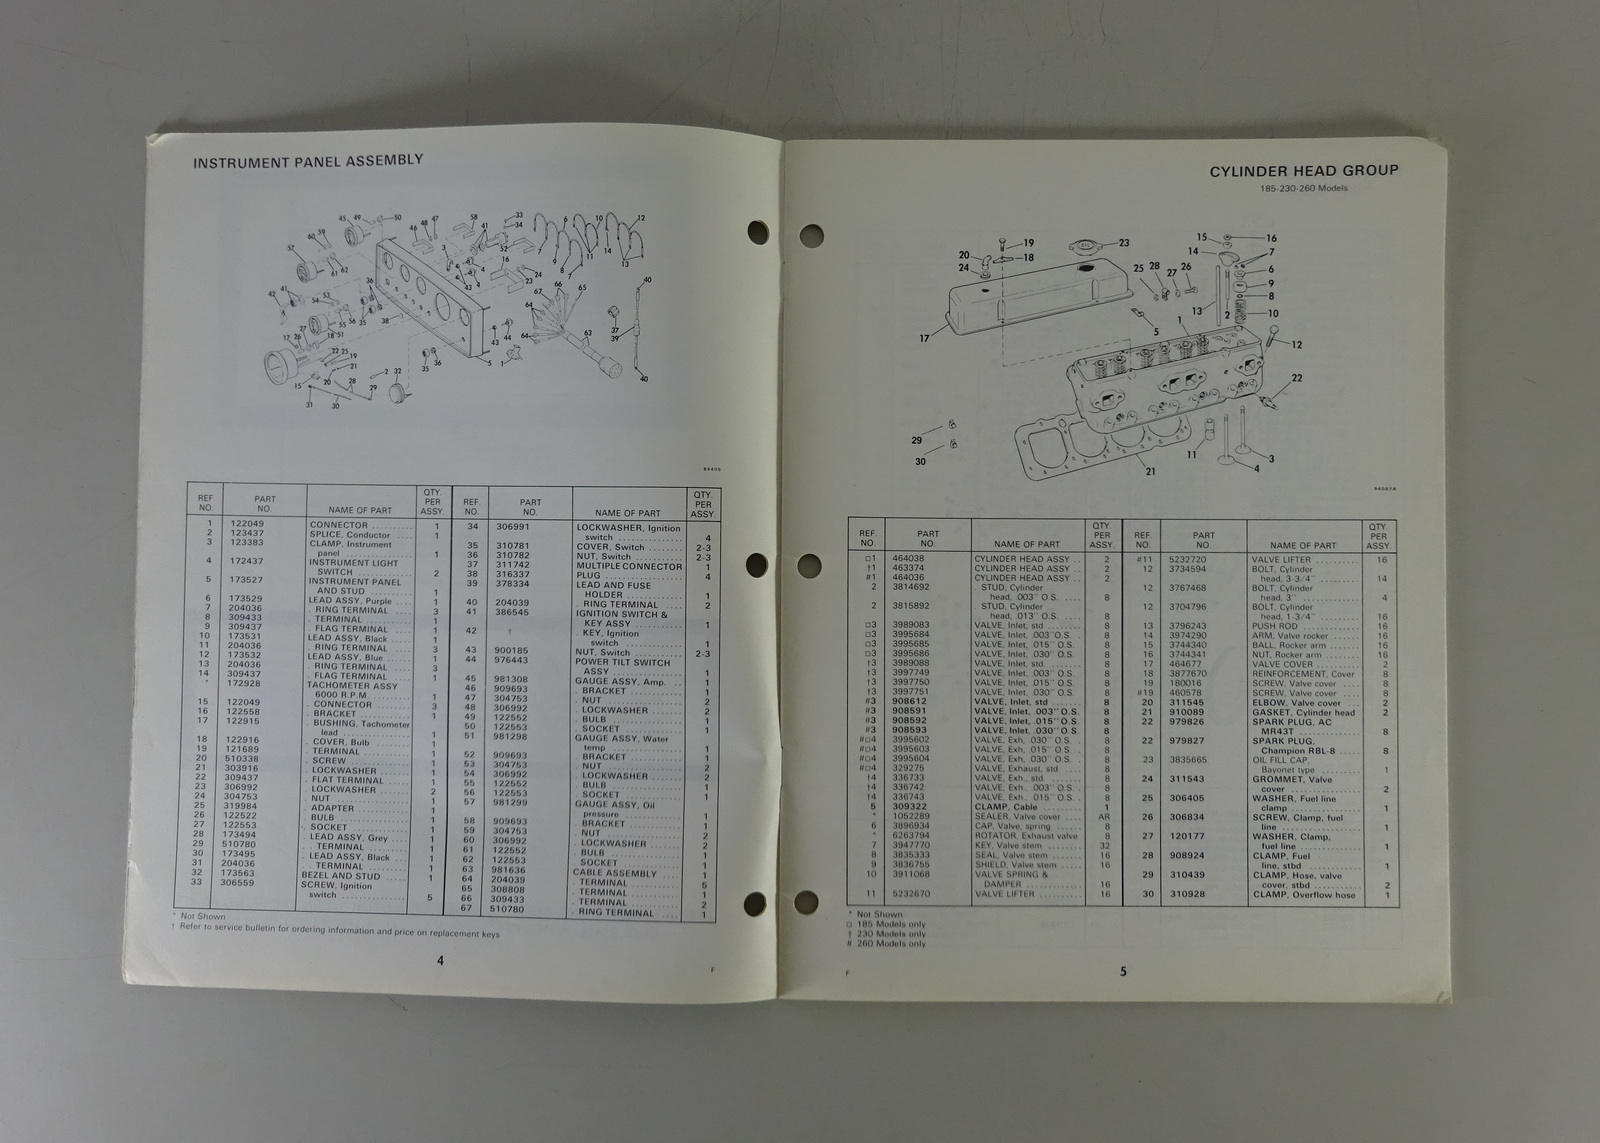 INSTRUMENT PANEL ASSEMBLY
REF. NO. PART NO. NAME OF PART QTY. PER ASSY.
1 122049 CONNECTOR 1
2 123437 SPLICE, Conductor 1
3 123383 CLAMP, Instrument
panel 1
4 172437 INSTRUMENT LIGHT
SWITCH 2
5 173527 INSTRUMENT PANEL
AND STUD 1
6 173529 LEAD ASSY, Purple 1
7 204036 . RING TERMINAL 3
8 309433 . TERMINAL 1
9 309437 . FLAG TERMINAL 1
10 173531 LEAD ASSY, Black 1
11 204036 . RING TERMINAL 3
12 173532 LEAD ASSY, Blue 1
13 204036 . RING TERMINAL 3
14 309437 . FLAG TERMINAL 1
* 172928 TACHOMETER ASSY
6000 R.P.M. 1
15 122049 . CONNECTOR 3
16 122558 . BRACKET 1
17 122915 . BUSHING, Tachometer
lead 1
18 122916 . COVER, Bulb 1
19 121689 . TERMINAL 1
20 510338 . SCREW 1
21 303916 . LOCKWASHER 1
22 309437 . FLAT TERMINAL 1
23 306992 . LOCKWASHER 2
24 304753 . NUT 1
25 319984 . ADAPTER 1
26 122522 . BULB 1
27 122553 . SOCKET 1
28 173494 . LEAD ASSY, Grey 1
29 510780 . TERMINAL 1
30 173495 . LEAD ASSY, Black 1
31 204036 . TERMINAL 1
32 173563 BEZEL AND STUD 1
33 306559 SCREW, Ignition
switch 5
REF. NO. PART NO. NAME OF PART QTY. PER ASSY.
34 306991 LOCKWASHER, Ignition
switch 4
35 310781 COVER, Switch 2-3
36 310782 NUT, Switch 2-3
37 311742 MULTIPLE CONNECTOR 1
38 316337 PLUG 4
39 378334 LEAD AND FUSE
HOLDER 1
40 204039 . RING TERMINAL 2
41 386545 IGNITION SWITCH &
KEY ASSY 1
42 † . KEY, Ignition
switch 1
43 900185 NUT, Switch 2-3
44 976443 POWER TILT SWITCH
ASSY 1
45 981308 GAUGE ASSY, Amp. 1
46 909693 . BRACKET 1
47 304753 . NUT 2
48 306992 . LOCKWASHER 2
49 122552 . BULB 1
50 122553 . SOCKET 1
51 981298 GAUGE ASSY, Water
temp 1
52 909693 . BRACKET 1
53 304753 . NUT 2
54 306992 . LOCKWASHER 2
55 122552 . BULB 1
56 122553 . SOCKET 1
57 981299 GAUGE ASSY, Oil
pressure 1
58 909693 . BRACKET 1
59 304753 . NUT 2
60 306992 . LOCKWASHER 2
61 122552 . BULB 1
62 122553 . SOCKET 1
63 981636 CABLE ASSEMBLY 1
64 204039 . TERMINAL
65 308808 . TERMINAL 1
66 309433 . TERMINAL 2
67 510780 . RING TERMINAL 1
* Not Shown
† Refer to service bulletin for ordering information and price on replacement keys
4
F
CYLINDER HEAD GROUP
185-230-260 Models
REF. NO. PART NO. NAME OF PART QTY. PER ASSY.
□1 464038 CYLINDER HEAD ASSY 2
†1 463374 CYLINDER HEAD ASSY 2
#1 464036 CYLINDER HEAD ASSY 2
2 3814692 STUD, Cylinder
head, .003" O.S. 8
2 3815892 STUD, Cylinder
head, .013" O.S. 8
□3 3989083 VALVE, Inlet, std 8
□3 3995684 VALVE, Inlet, .003" O.S. 8
□3 3995685 VALVE, Inlet, .015" O.S. 8
□3 3995686 VALVE, Inlet, .030" O.S. 8
†3 3989088 VALVE, Inlet, std. 8
†3 3997749 VALVE, Inlet, .003" O.S. 8
†3 3997750 VALVE, Inlet, .015" O.S. 8
†3 3997751 VALVE, Inlet, .030" O.S. 8
#3 908612 VALVE, Inlet, std 8
#3 908591 VALVE, Inlet, .003" O.S. 8
#3 908592 VALVE, Inlet, .015" O.S. 8
#3 908593 VALVE, Inlet, .030" O.S. 8
#□4 3995602 VALVE, Exh, .030" O.S. 8
#□4 3995603 VALVE, Exh, .015" O.S. 8
#□4 3995604 VALVE, Exh, .030" O.S. 8
#□4 329275 VALVE, Exhaust, std 8
†4 336733 VALVE, Exh., std 8
†4 336742 VALVE, Exh., .003" O.S. 8
†4 336743 VALVE, Exh., .015" O.S. 8
5 309322 CLAMP, Cable 1
* 1052289 SEALER, Valve cover AR
6 3896934 CAP, Valve, spring 8
* 6263794 ROTATOR, Exhaust valve 8
7 3947770 KEY, Valve stem 32
8 3835333 SEAL, Valve stem 16
9 3836755 SHIELD, Valve stem 16
10 3911068 VALVE SPRING &
DAMPER 16
11 5232670 VALVE LIFTER 16
REF. NO. PART NO. NAME OF PART QTY. PER ASSY.
#11 5232720 VALVE LIFTER 16
12 3734594 BOLT, Cylinder
head, 3-3/4" 14
12 3767468 BOLT, Cylinder
head, 3" 4
12 3704796 BOLT, Cylinder
head, 1-3/4" 16
13 3796243 PUSH ROD 16
14 3974290 ARM, Valve rocker 16
15 3744340 BALL, Rocker arm 16
16 3744341 NUT, Rocker arm 16
17 464677 VALVE COVER 2
18 3877670 REINFORCEMENT, Cover 8
19 180016 SCREW, Valve cover 8
#19 460578 SCREW, Valve cover 8
20 311545 ELBOW, Valve cover 2
21 910089 GASKET, Cylinder head 2
22 979826 SPARK PLUG, AC
MR43T 8
22 979827 SPARK PLUG,
Champion RBL-8 8
23 3835665 OIL FILL CAP,
Bayonet type 1
24 311543 GROMMET, Valve
cover 2
25 306405 WASHER, Fuel line
clamp 1
26 306834 SCREW, Clamp, fuel
line 1
27 120177 WASHER, Clamp,
fuel line 1
28 908924 CLAMP, Fuel
line, stbd 1
29 310439 CLAMP, Hose, valve
cover, stbd 2
30 310928 CLAMP, Overflow hose 1
* Not Shown
□ 185 Models only
† 230 Models only
# 260 Models only
F
5